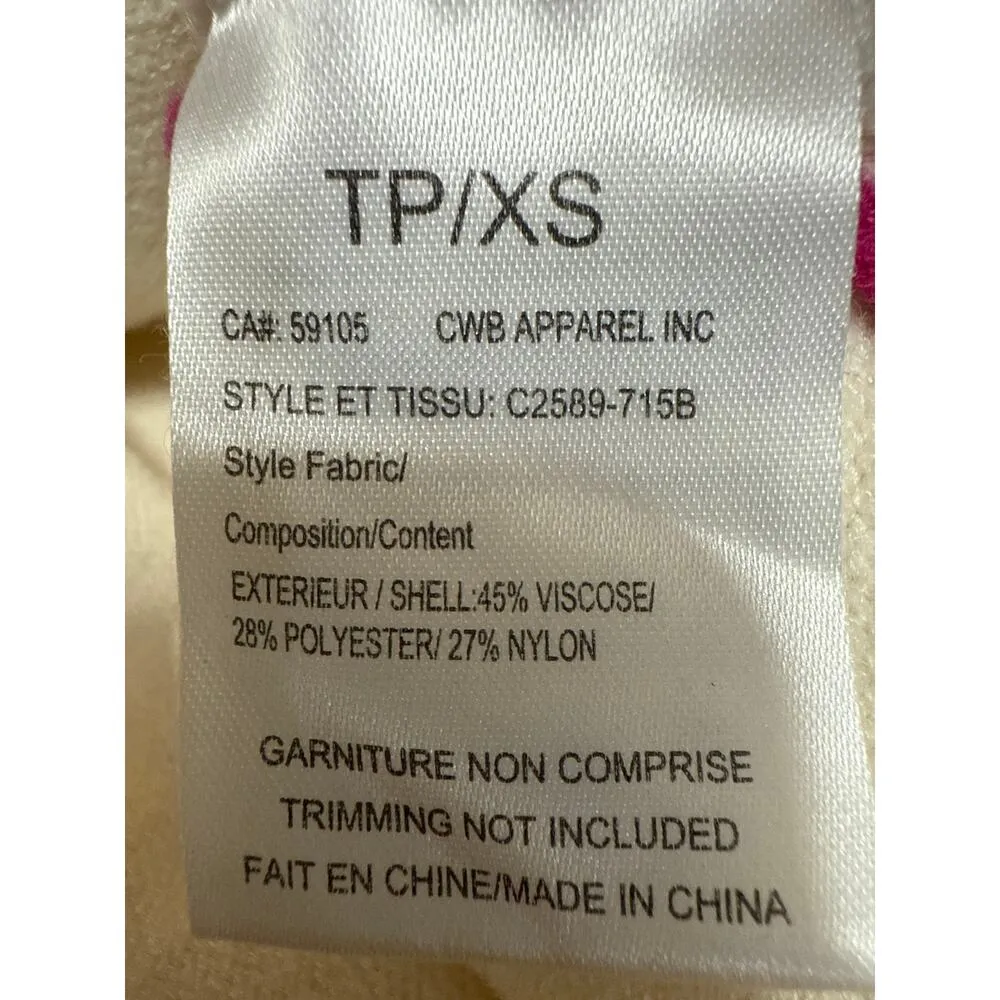 TP/XS
CA#: 59105 CWB APPAREL INC
STYLE ET TISSU: C2589-715B
Style Fabric/
Composition/Content
EXTERIEUR / SHELL:45% VISCOSE/
28% POLYESTER/ 27% NYLON
GARNITURE NON COMPRISE
TRIMMING NOT INCLUDED
FAIT EN CHINE/MADE IN CHINA